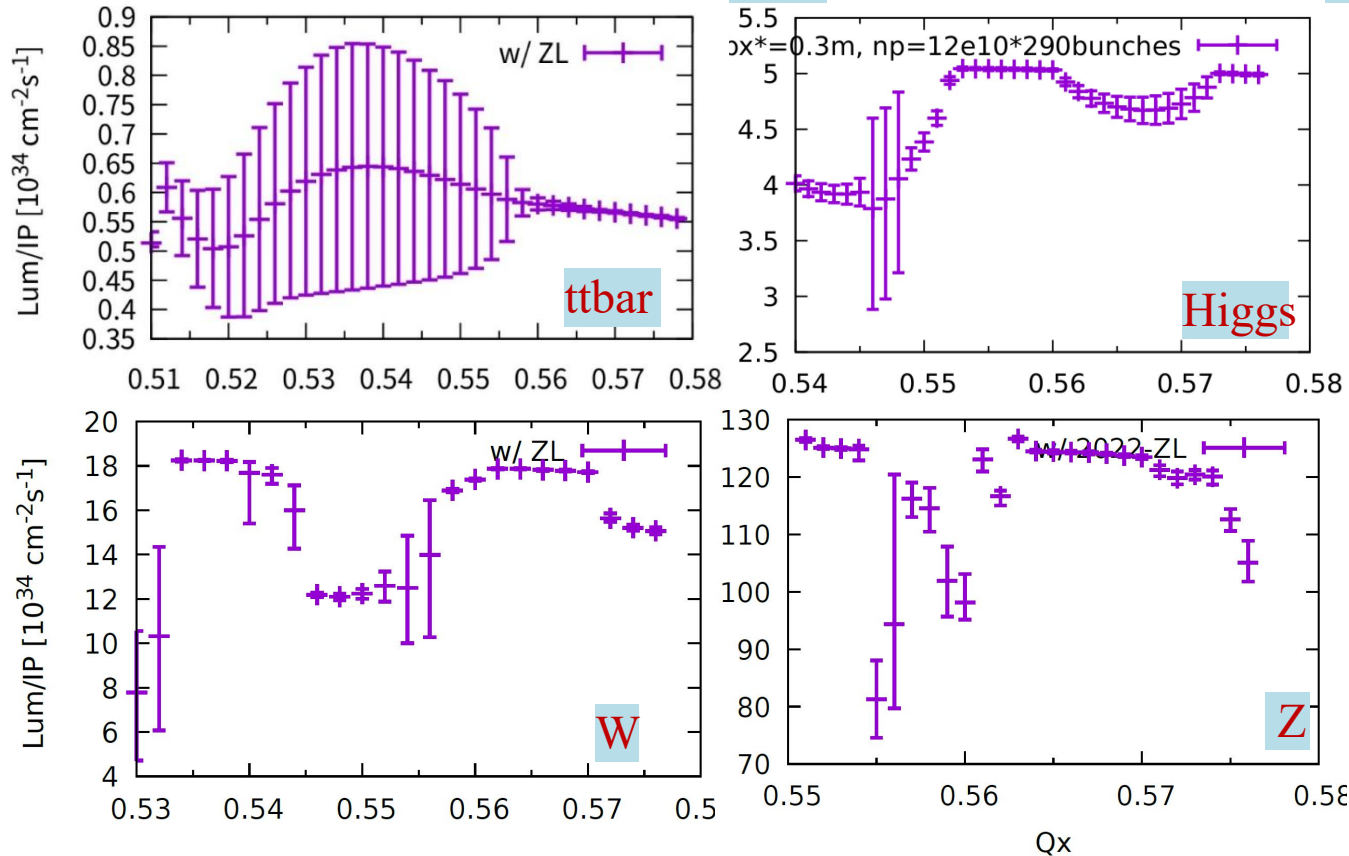 0.9
0.85
0.8
0.75
0.7
0.65
0.6
0.55
0.5
0.45
0.4
0.35
Lum/IP [10³⁴ cm⁻²s⁻¹]
w/ ZL
ttbar
0.51 0.52 0.53 0.54 0.55 0.56 0.57 0.58
5.5
5
4.5
4
3.5
3
2.5
x*=0.3m, np=12e10*290bunches
Higgs
0.54 0.55 0.56 0.57 0.58
20
18
16
14
12
10
8
6
4
Lum/IP [10³⁴ cm⁻²s⁻¹]
w/ ZL
W
0.53 0.54 0.55 0.56 0.57
130
120
110
100
90
80
70
w/ 2022-ZL
Z
0.55 0.56 0.57 0.58
Qx